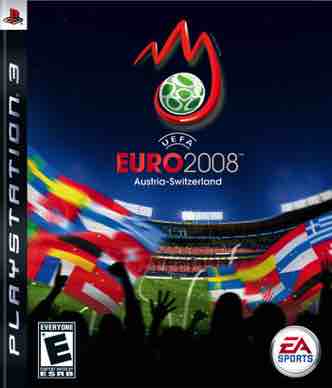 PLAYSTATION 3
UEFA
EURO2008™
Austria-Switzerland
EVERYONE
E
ESRB
EA
SPORTS